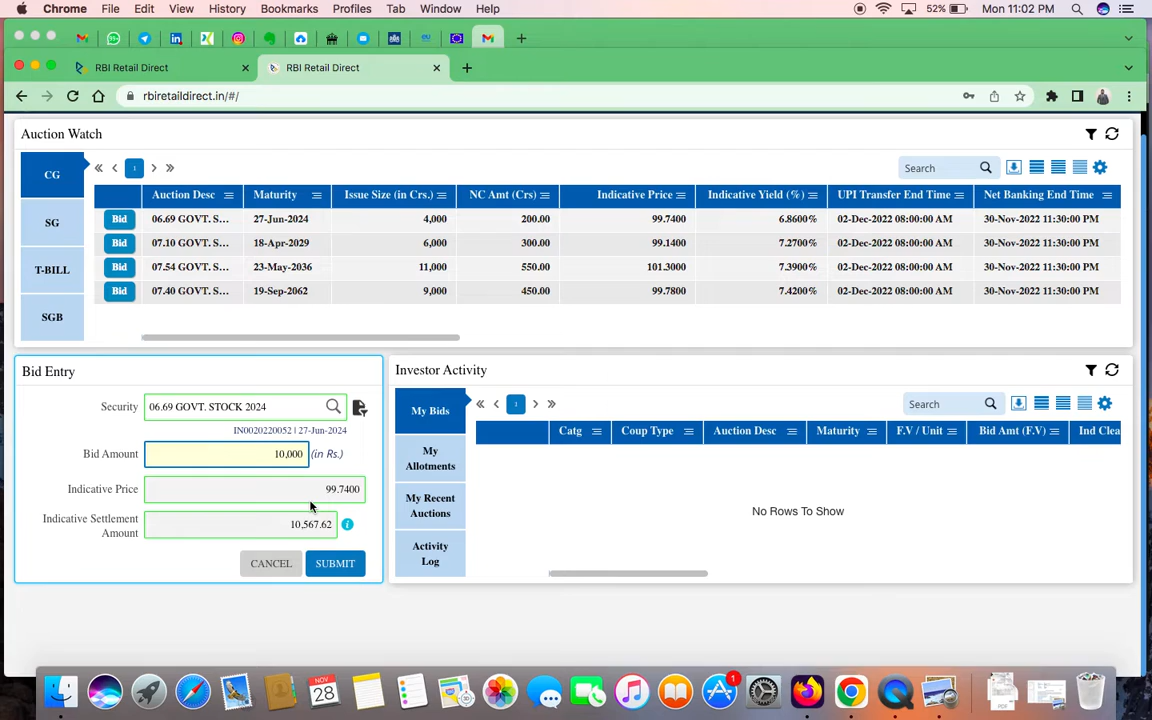 Chrome File Edit View History Bookmarks Profiles Tab Window Help 52% Mon 11:02 PM
RBI Retail Direct RBI Retail Direct
rbiretaildirect.in/#/
Auction Watch
CG
SG
T-BILL
SGB
1
Search
Auction Desc Maturity Issue Size (in Crs.) NC Amt (Crs) Indicative Price Indicative Yield (%) UPI Transfer End Time Net Banking End Time
Bid 06.69 GOVT. S... 27-Jun-2024 4,000 200.00 99.7400 6.8600% 02-Dec-2022 08:00:00 AM 30-Nov-2022 11:30:00 PM
Bid 07.10 GOVT. S... 18-Apr-2029 6,000 300.00 99.1400 7.2700% 02-Dec-2022 08:00:00 AM 30-Nov-2022 11:30:00 PM
Bid 07.54 GOVT. S... 23-May-2036 11,000 550.00 101.3000 7.3900% 02-Dec-2022 08:00:00 AM 30-Nov-2022 11:30:00 PM
Bid 07.40 GOVT. S... 19-Sep-2062 9,000 450.00 99.7800 7.4200% 02-Dec-2022 08:00:00 AM 30-Nov-2022 11:30:00 PM
Bid Entry
Security 06.69 GOVT. STOCK 2024
IN0020220052 | 27-Jun-2024
Bid Amount 10,000 (in Rs.)
Indicative Price 99.7400
Indicative Settlement
Amount 10,567.62
CANCEL SUBMIT
Investor Activity
My Bids
My
Allotments
My Recent
Auctions
Activity
Log
1
Search
Catg Coup Type Auction Desc Maturity F.V / Unit Bid Amt (F.V) Ind Clea
No Rows To Show
NOV
28
1